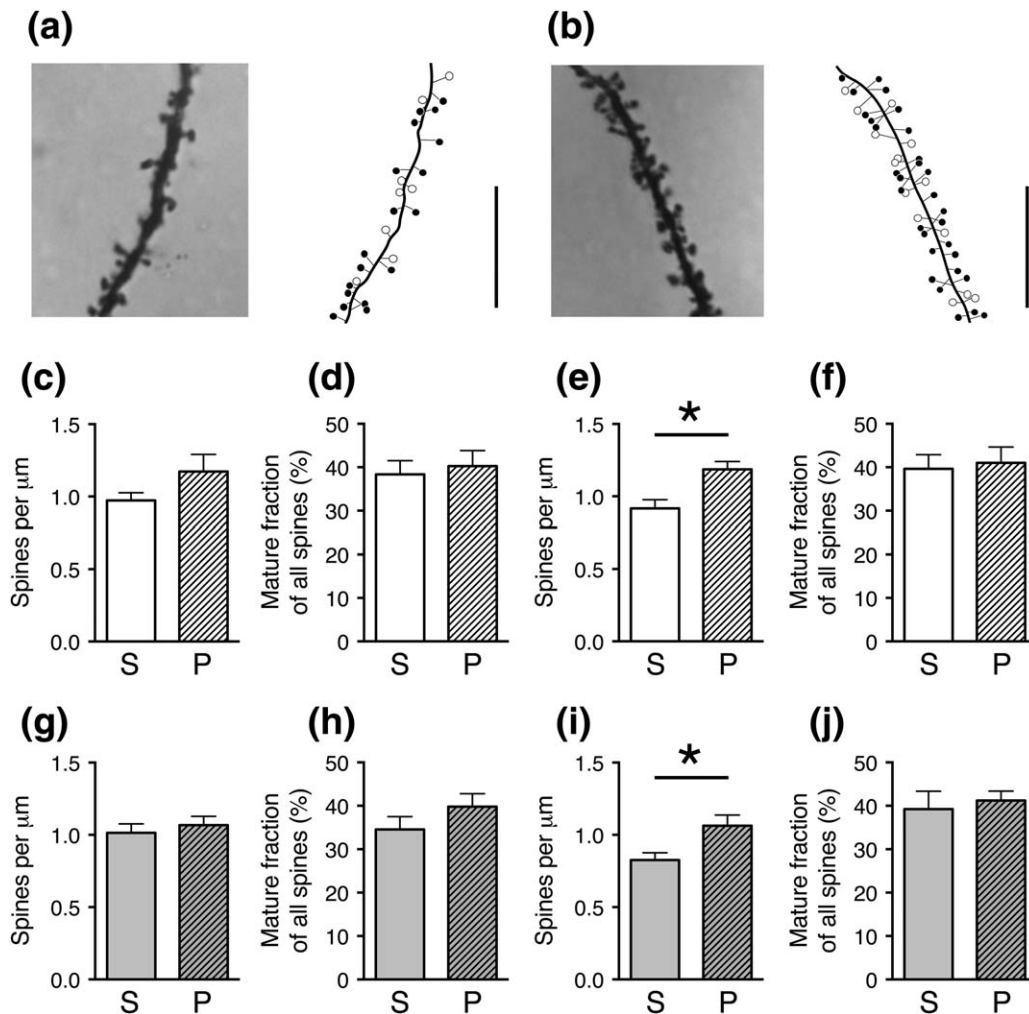 (a)
(b)
(c)
(d)
(e)
(f)
Spines per μm
1.5
1.0
0.5
0.0
S P
Mature fraction
of all spines (%)
50
40
30
20
10
0
S P
Spines per μm
1.5
1.0
0.5
0.0
*
S P
Mature fraction
of all spines (%)
50
40
30
20
10
0
S P
(g)
(h)
(i)
(j)
Spines per μm
1.5
1.0
0.5
0.0
S P
Mature fraction
of all spines (%)
50
40
30
20
10
0
S P
Spines per μm
1.5
1.0
0.5
0.0
*
S P
Mature fraction
of all spines (%)
50
40
30
20
10
0
S P